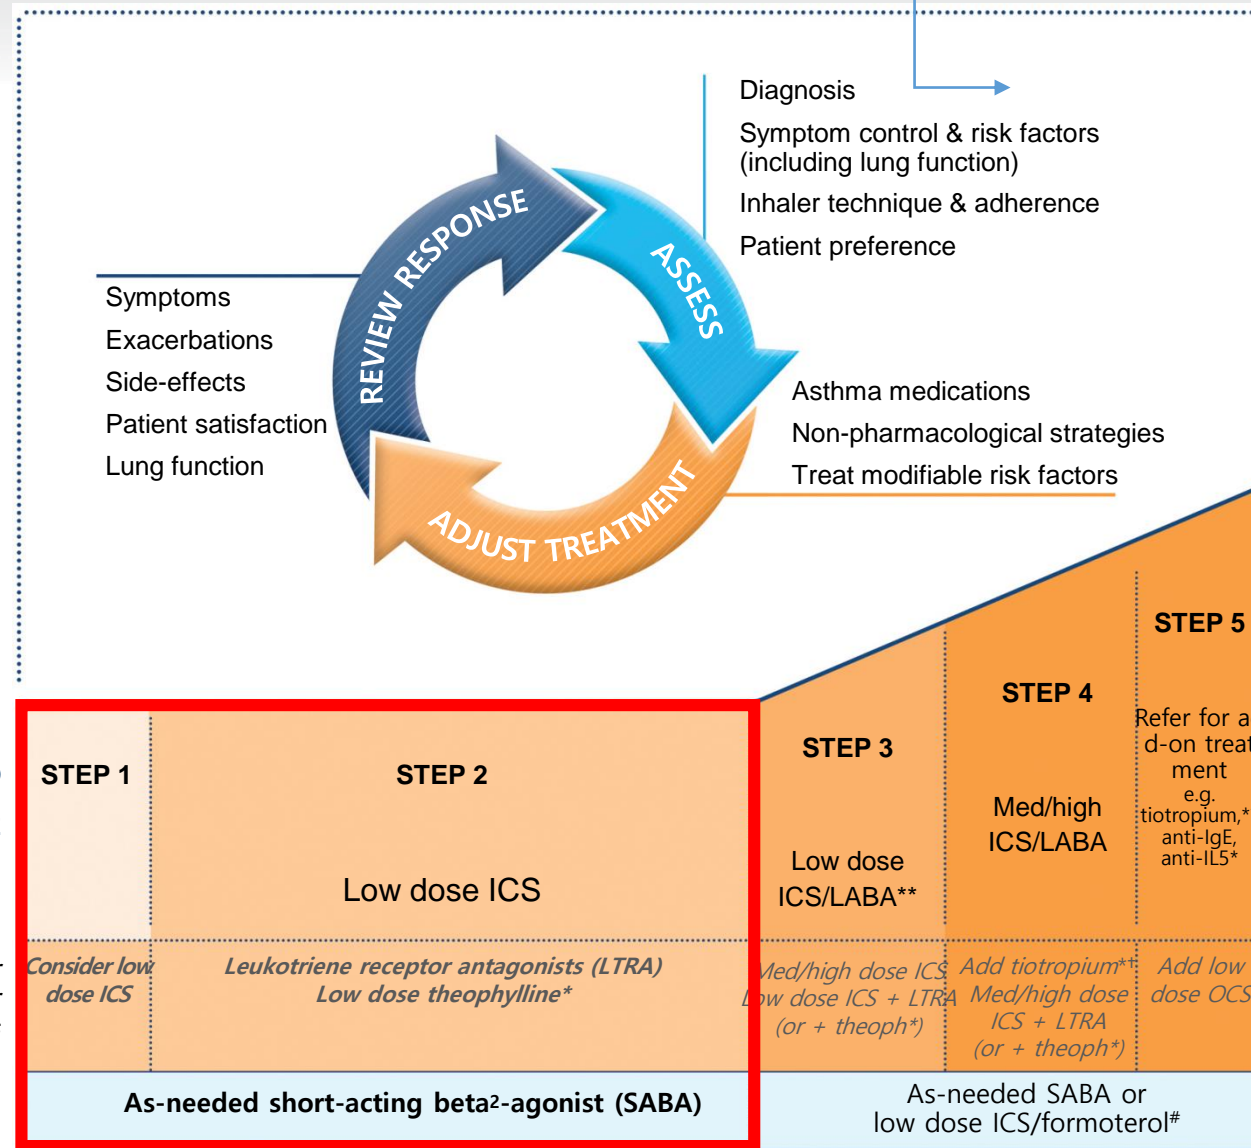 Diagnosis
Symptom control & risk factors
(including lung function)
Inhaler technique & adherence
Patient preference
REVIEW RESPONSE
ASSESS
ADJUST TREATMENT
Symptoms
Exacerbations
Side-effects
Patient satisfaction
Lung function
Asthma medications
Non-pharmacological strategies
Treat modifiable risk factors
STEP 1
STEP 2
Low dose ICS
STEP 3
Low dose
ICS/LABA**
STEP 4
Med/high
ICS/LABA
STEP 5
Refer for a
d-on treat
ment
e.g.
tiotropium,*
anti-IgE,
anti-IL5*
Consider low
dose ICS
Leukotriene receptor antagonists (LTRA)
Low dose theophylline*
Med/high dose ICS
Low dose ICS + LTRA
(or + theoph*)
Add tiotropium*†
Med/high dose
ICS + LTRA
(or + theoph*)
Add low
dose OCS
As-needed short-acting beta2-agonist (SABA)
As-needed SABA or
low dose ICS/formoterol#